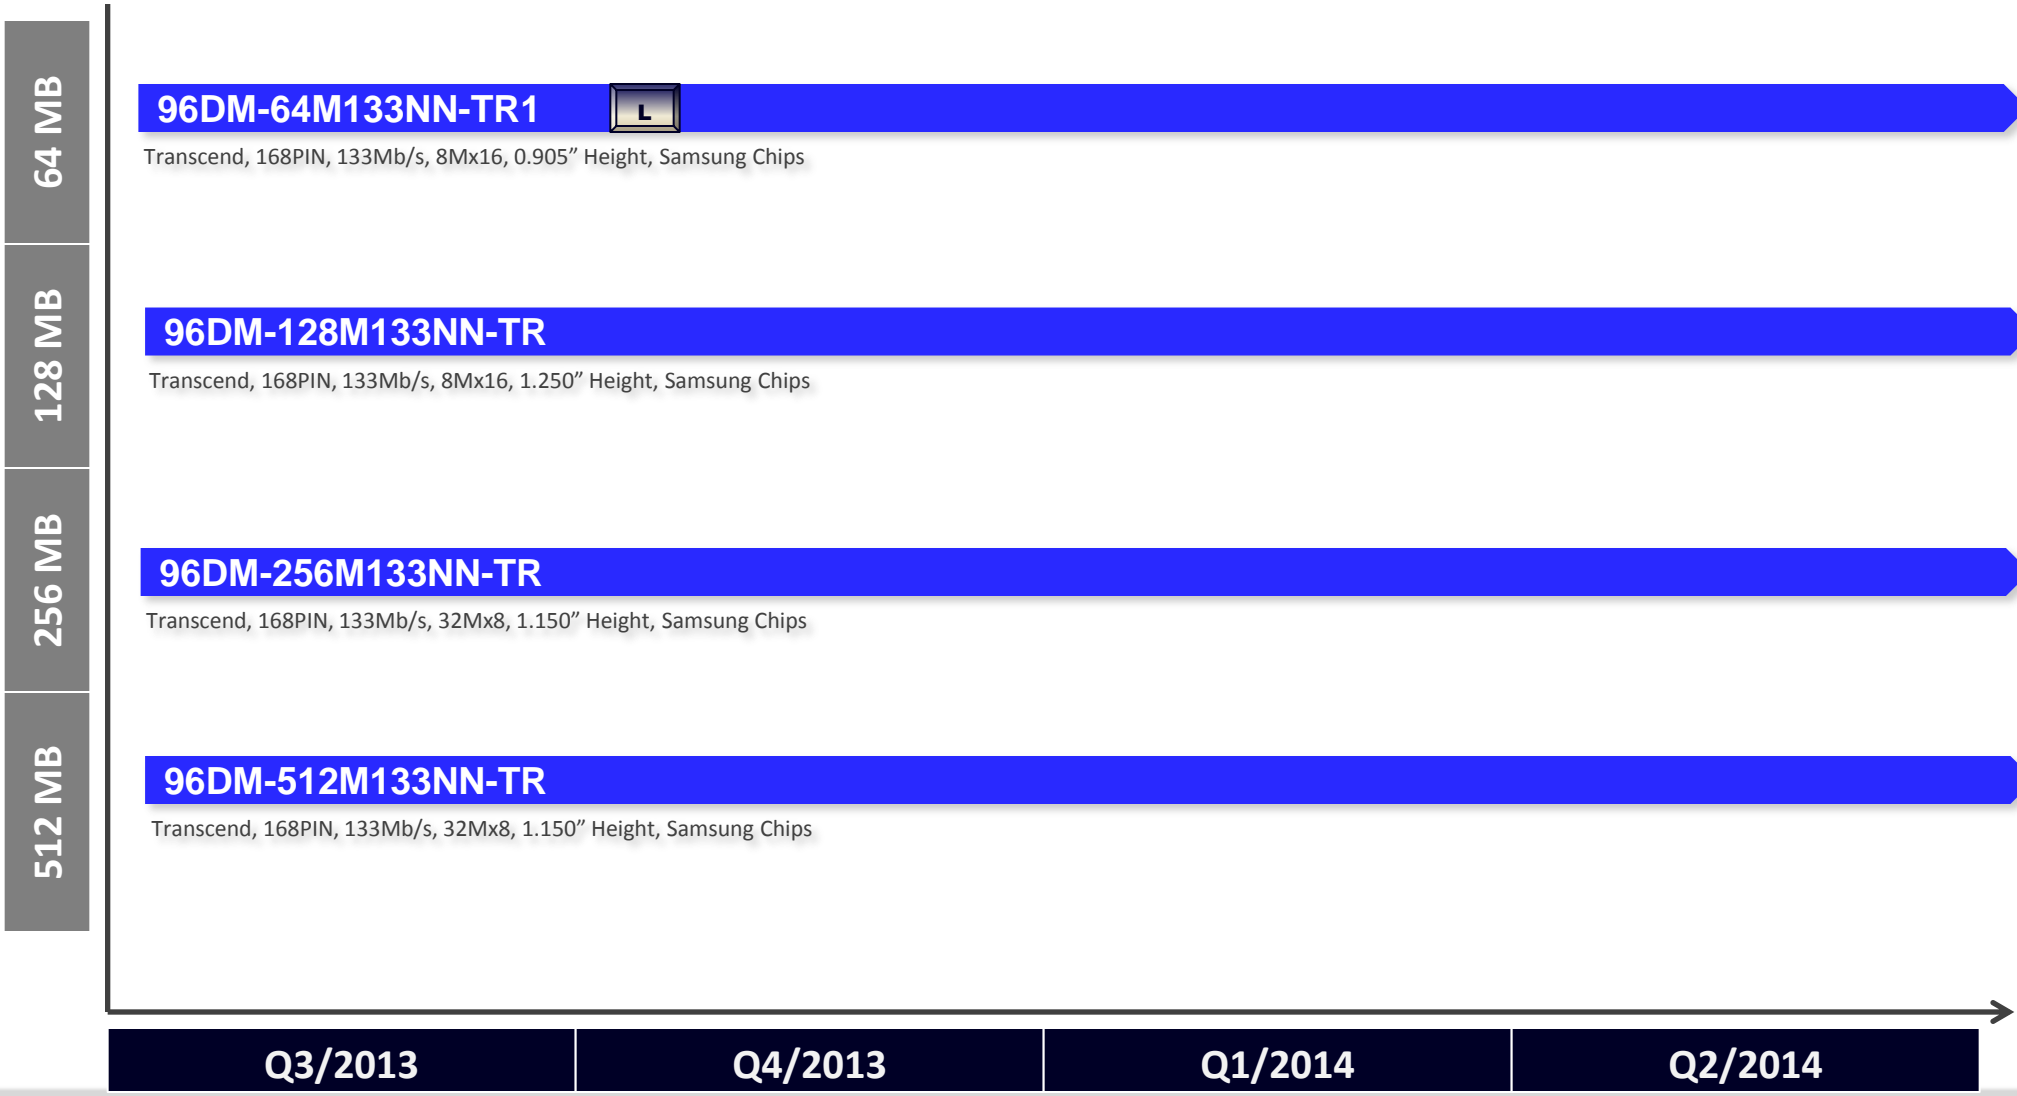 64 MB
96DM-64M133NN-TR1 L
Transcend, 168PIN, 133Mb/s, 8Mx16, 0.905” Height, Samsung Chips
128 MB
96DM-128M133NN-TR
Transcend, 168PIN, 133Mb/s, 8Mx16, 1.250” Height, Samsung Chips
256 MB
96DM-256M133NN-TR
Transcend, 168PIN, 133Mb/s, 32Mx8, 1.150” Height, Samsung Chips
512 MB
96DM-512M133NN-TR
Transcend, 168PIN, 133Mb/s, 32Mx8, 1.150” Height, Samsung Chips
Q3/2013 Q4/2013 Q1/2014 Q2/2014